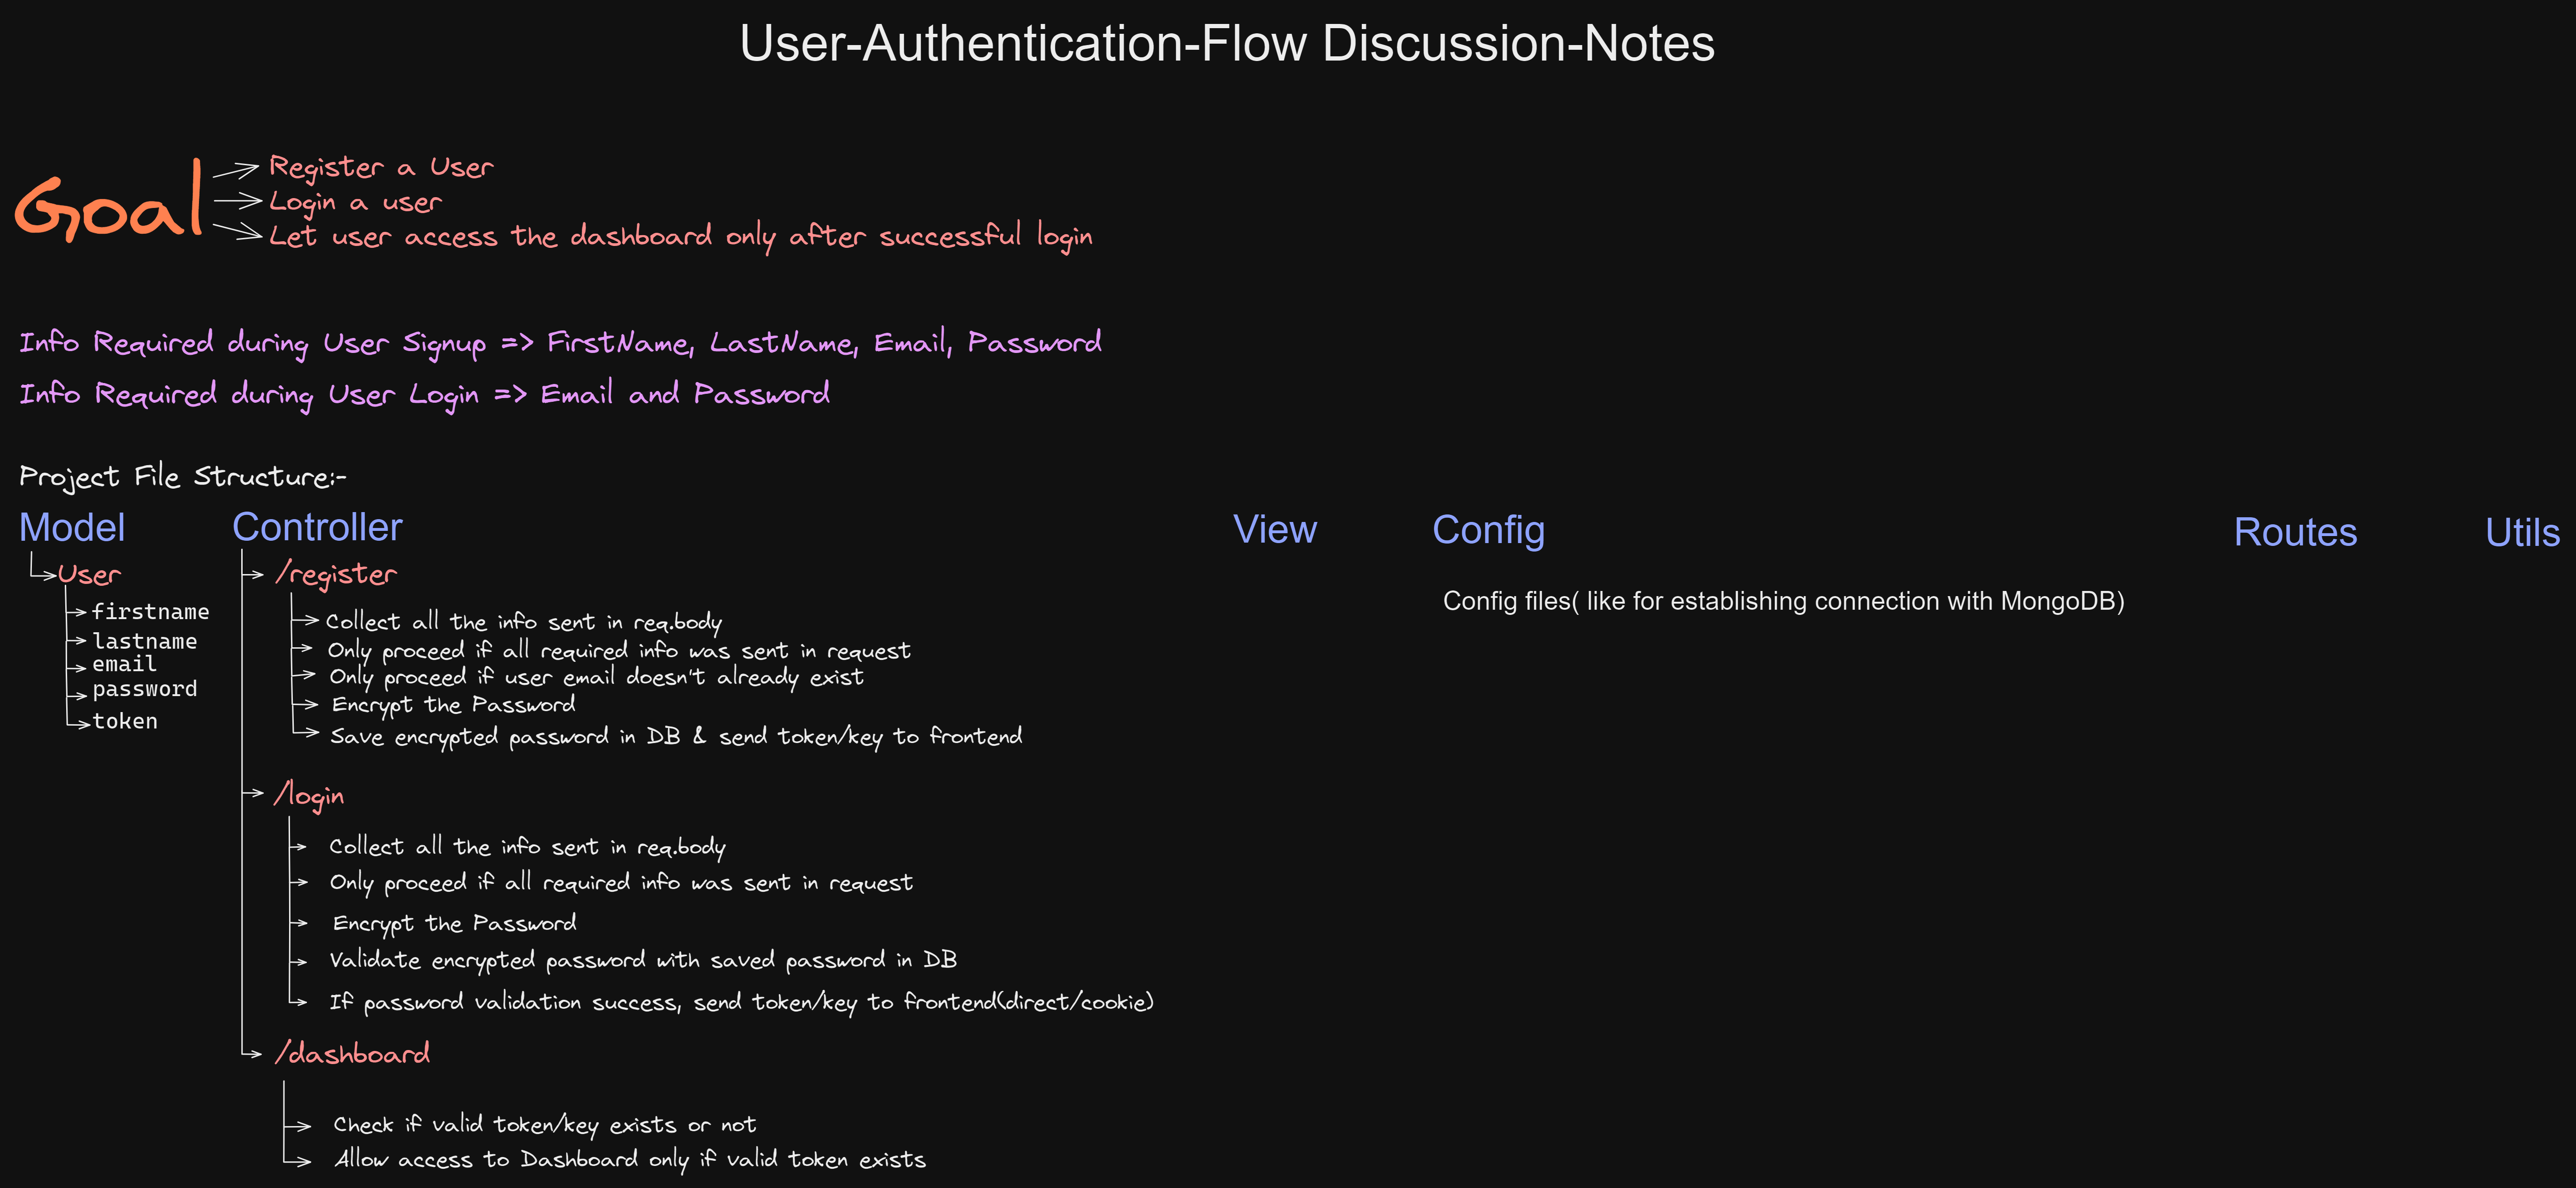 User-Authentication-Flow Discussion-Notes
Goal
Register a User
Login a user
Let user access the dashboard only after successful login
Info Required during User Signup => FirstName, LastName, Email, Password
Info Required during User Login => Email and Password
Project File Structure:-
Model
User
firstname
lastname
email
password
token
Controller
/register
Collect all the info sent in req.body
Only proceed if all required info was sent in request
Only proceed if user email doesn't already exist
Encrypt the Password
Save encrypted password in DB & send token/key to frontend
/login
Collect all the info sent in req.body
Only proceed if all required info was sent in request
Encrypt the Password
Validate encrypted password with saved password in DB
If password validation success, send token/key to frontend(direct/cookie)
/dashboard
Check if valid token/key exists or not
Allow access to Dashboard only if valid token exists
View
Config
Config files( like for establishing connection with MongoDB)
Routes
Utils